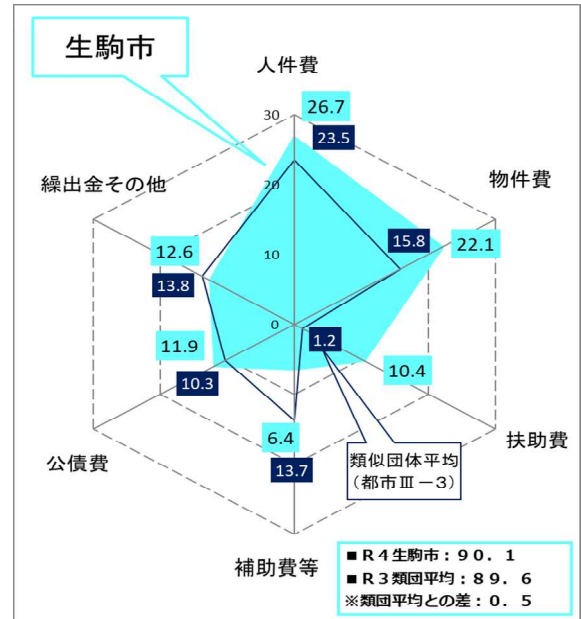 生駒市
人件費
30
26.7
23.5
繰出金その他
20
物件費
15.8
22.1
12.6
10
13.8
0
1.2
11.9
10.4
10.3
6.4
扶助費
公債費
13.7
類似団体平均
(都市Ⅲ－3)
補助費等
■R4生駒市:90.1
■R3類団平均:89.6
※類団平均との差:0.5